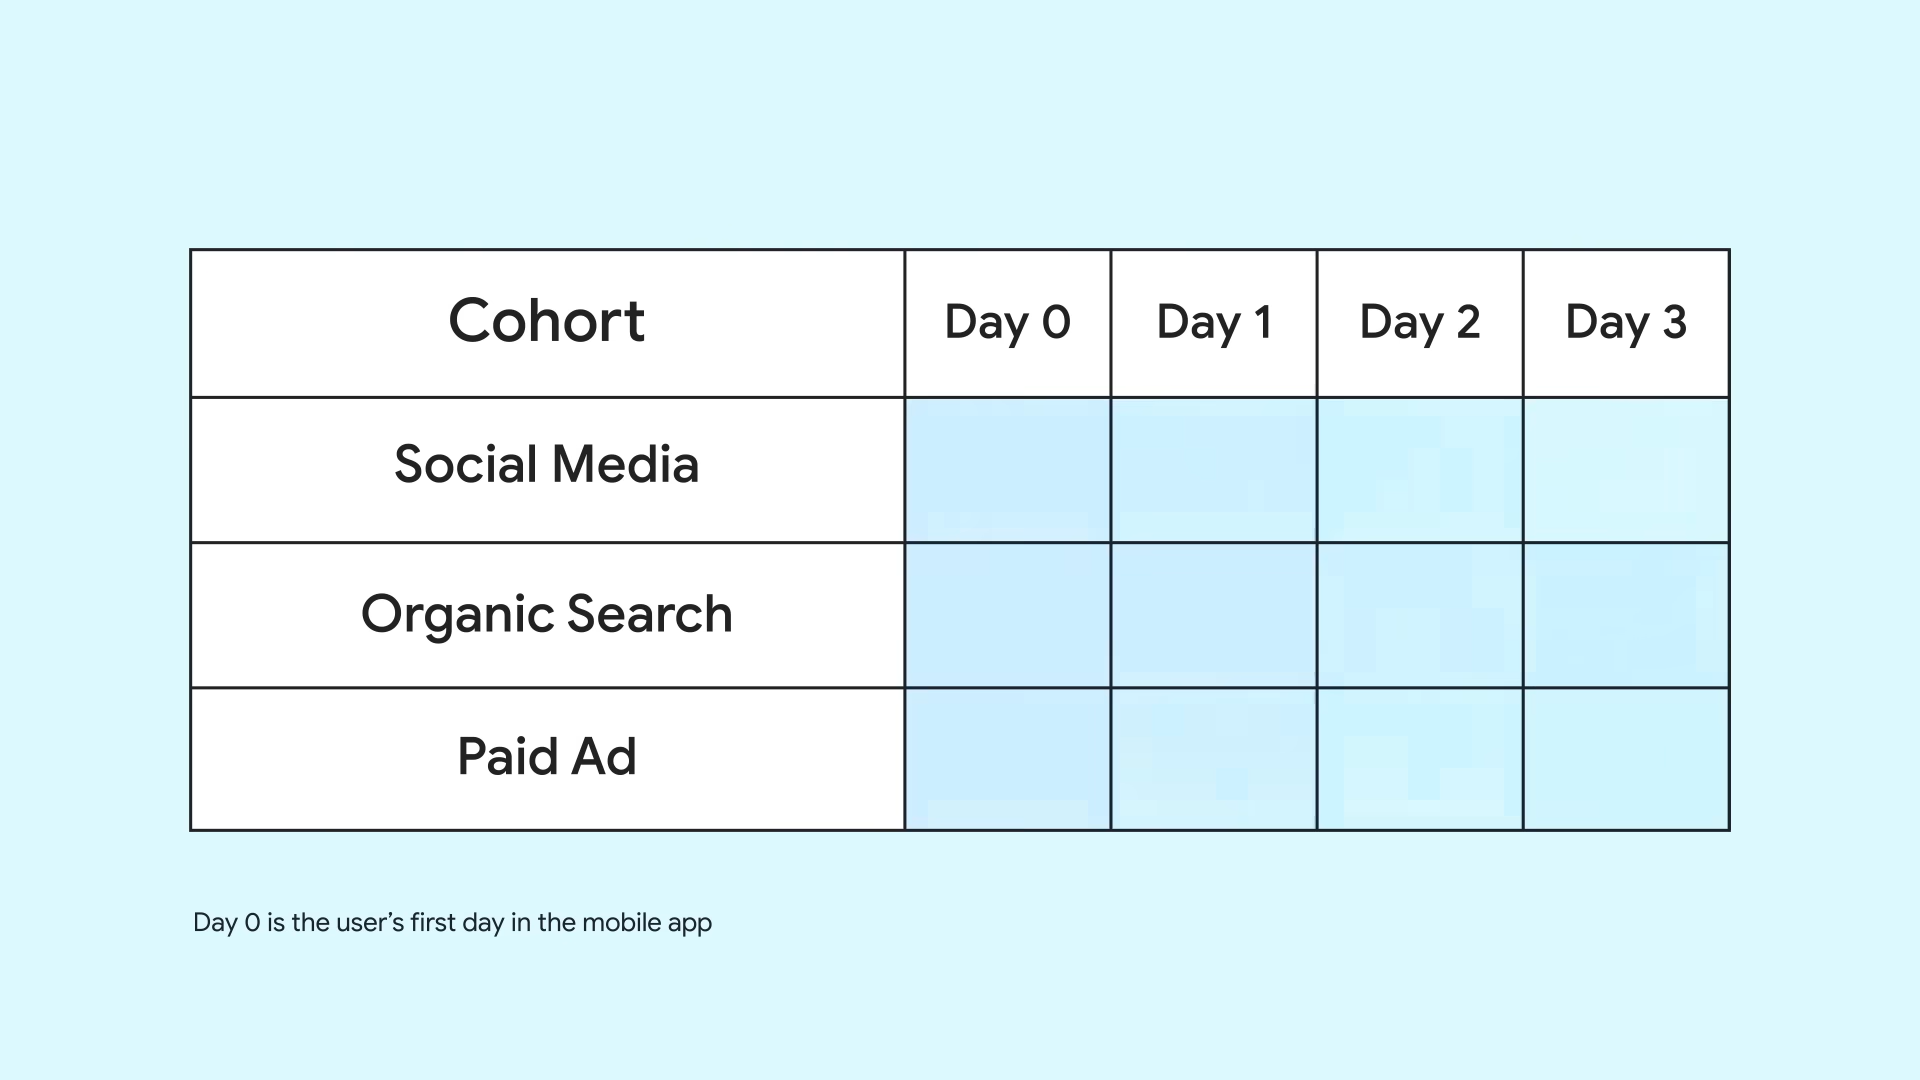 Cohort Day 0 Day 1 Day 2 Day 3
Social Media
Organic Search
Paid Ad
Day 0 is the user’s first day in the mobile app